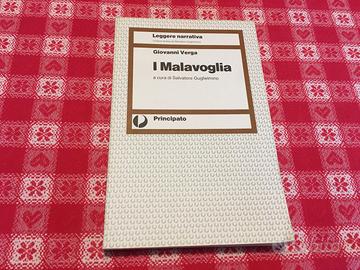 Leggere narrativa
Giovanni Verga
I Malavoglia
a cura di Salvatore Guglielmino
Principato